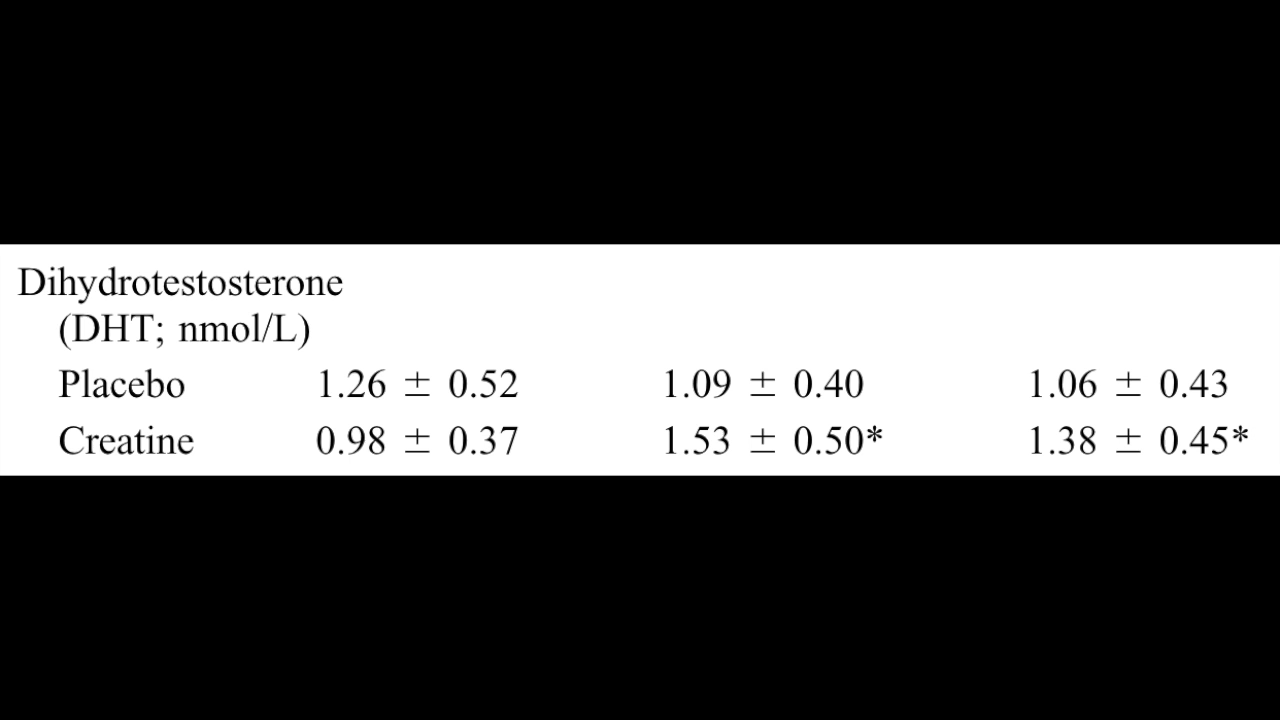 Dihydrotestosterone
(DHT; nmol/L)
Placebo 1.26 ± 0.52 1.09 ± 0.40 1.06 ± 0.43
Creatine 0.98 ± 0.37 1.53 ± 0.50* 1.38 ± 0.45*